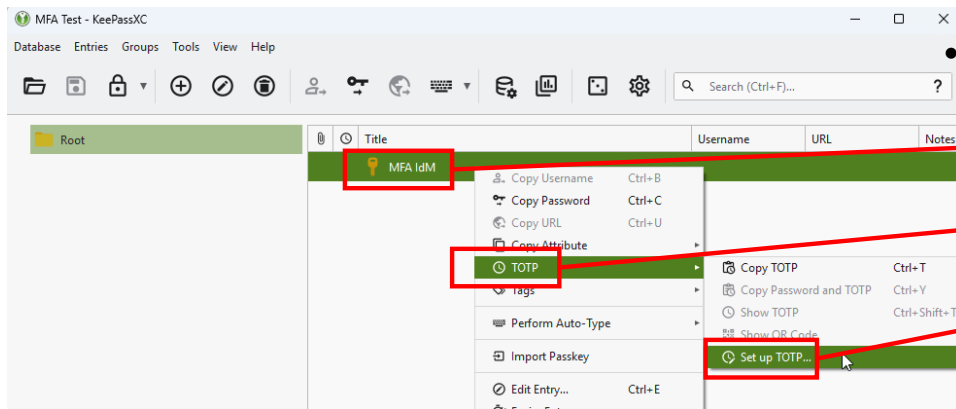 MFA Test - KeePassXC
Database Entries Groups Tools View Help
Search (Ctrl+F)... ?
Root
Title Username URL Notes
MFA IdM
Copy Username Ctrl+B
Copy Password Ctrl+C
Copy URL Ctrl+U
Copy Attribute
TOTP
Tags
Perform Auto-Type
Import Passkey
Edit Entry... Ctrl+E
Copy TOTP Ctrl+T
Copy Password and TOTP Ctrl+Y
Show TOTP Ctrl+Shift+T
Show QR Code
Set up TOTP...